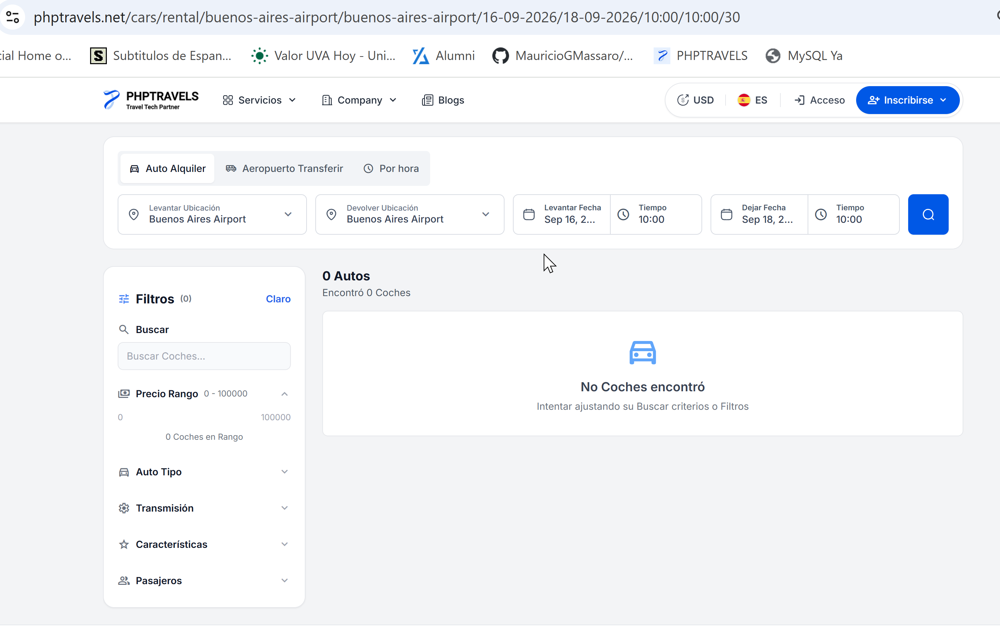 phptravels.net/cars/rental/buenos-aires-airport/buenos-aires-airport/16-09-2026/18-09-2026/10:00/10:00/30
cial Home o... Subtitulos de Espan... Valor UVA Hoy - Uni... Alumni MauricioGMassaro/... PHPTRAVELS MySQL Ya
PHPTRAVELS
Travel Tech Partner
Servicios Company Blogs USD ES Acceso Inscribirse
Auto Alquiler Aeropuerto Transferir Por hora
Levantar Ubicación Devolver Ubicación Levantar Fecha Tiempo Dejar Fecha Tiempo
Buenos Aires Airport Buenos Aires Airport Sep 16, 2... 10:00 Sep 18, 2... 10:00
0 Autos
Encontró 0 Coches
Filtros (0) Claro
Buscar
Buscar Coches...
Precio Rango 0 - 100000
0 100000
0 Coches en Rango
Auto Tipo
Transmisión
Características
Pasajeros
No Coches encontró
Intentar ajustando su Buscar criterios o Filtros